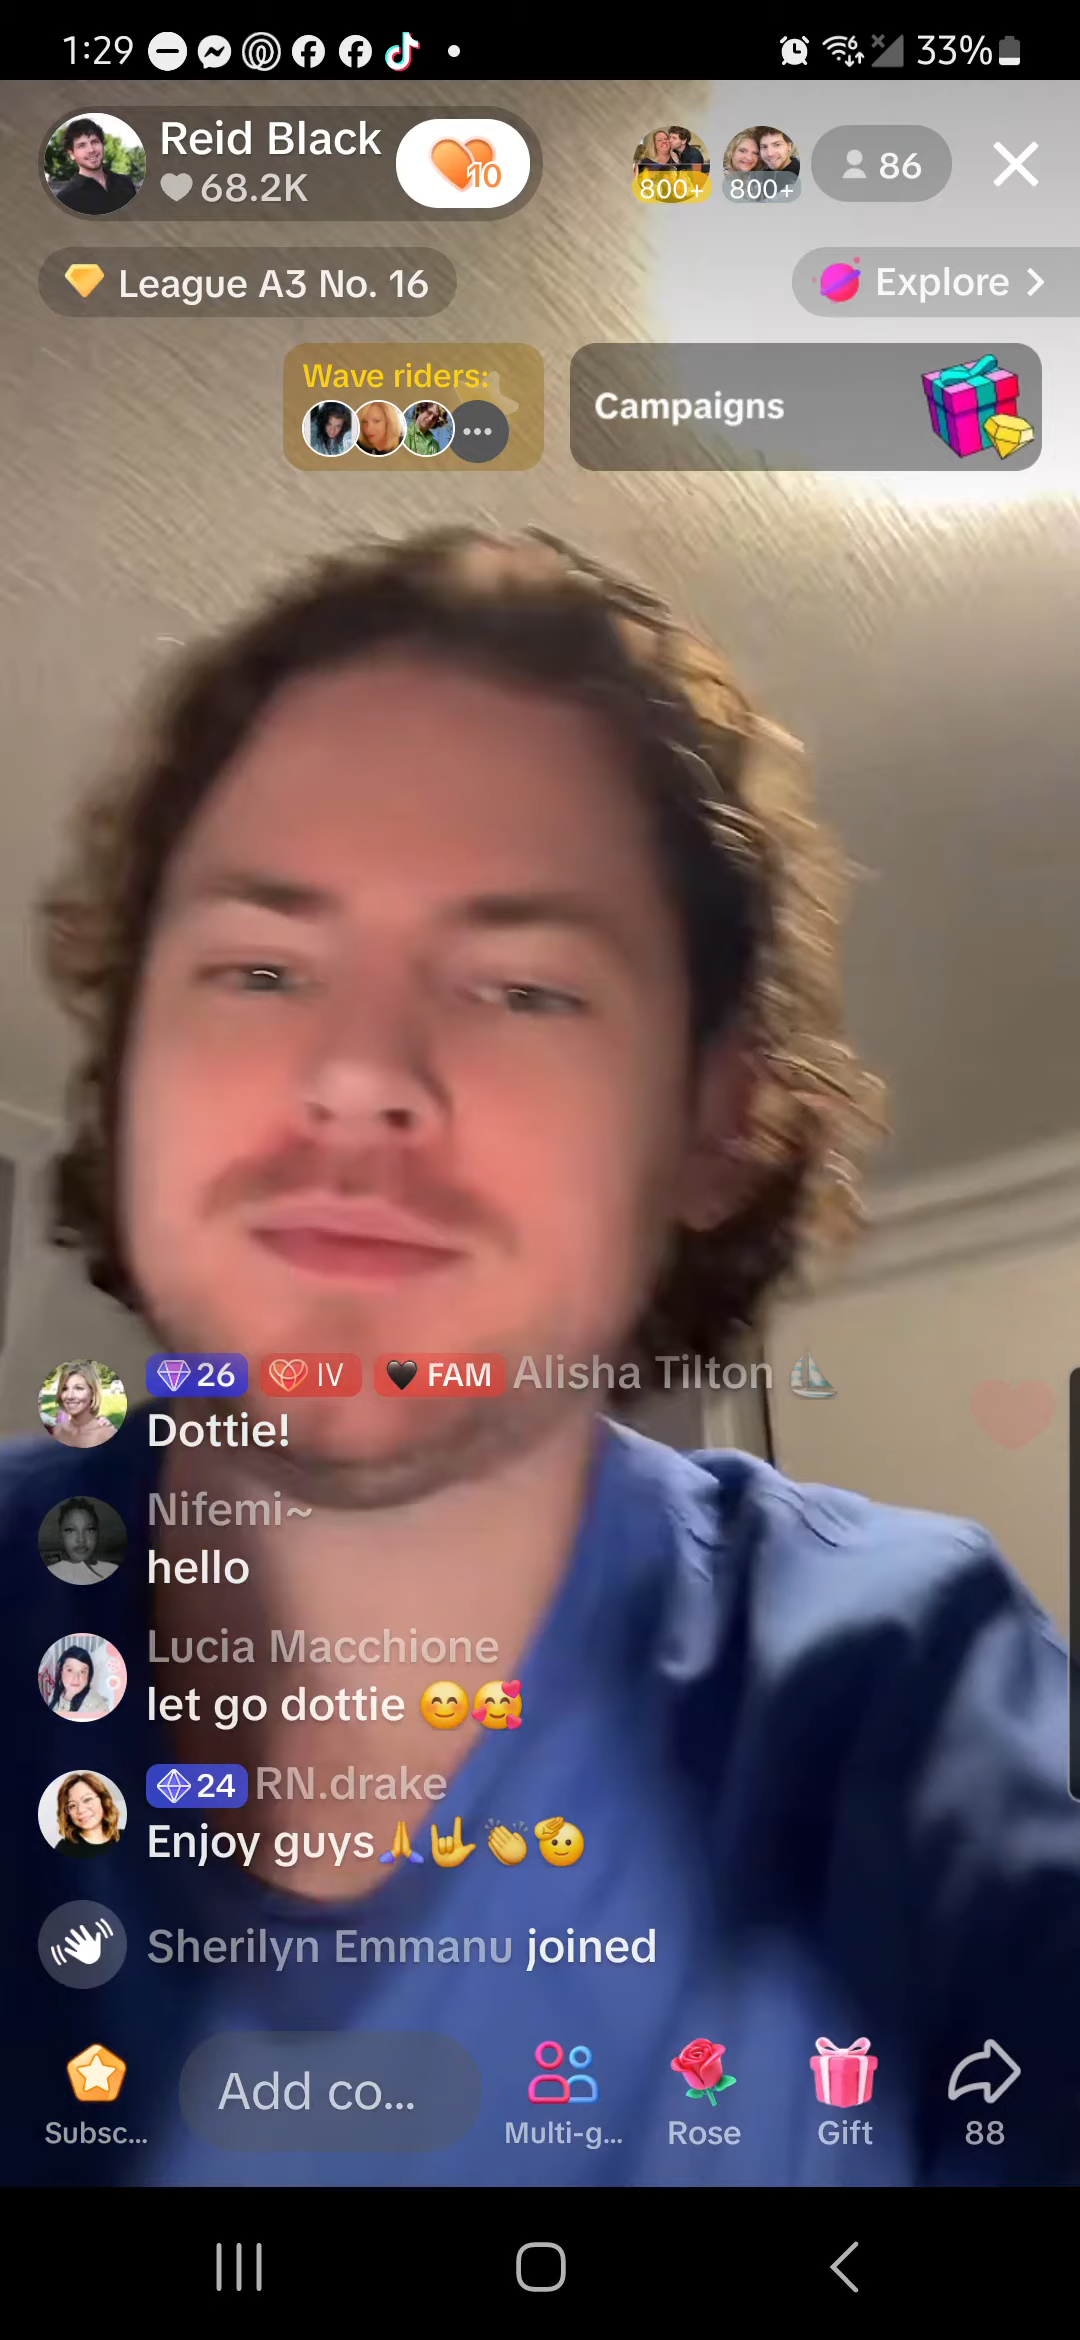 1:29
33%
Reid Black
68.2K
10
800+
800+
86
League A3 No. 16
Explore
Wave riders:
Campaigns
26 IV FAM Alisha Tilton
Dottie!
Nifemi~
hello
Lucia Macchione
let go dottie 😊🥰
24 RN.drake
Enjoy guys🙏🤟👏🫡
Sherilyn Emmanu joined
Subsc...
Add co...
Multi-g...
Rose
Gift
88